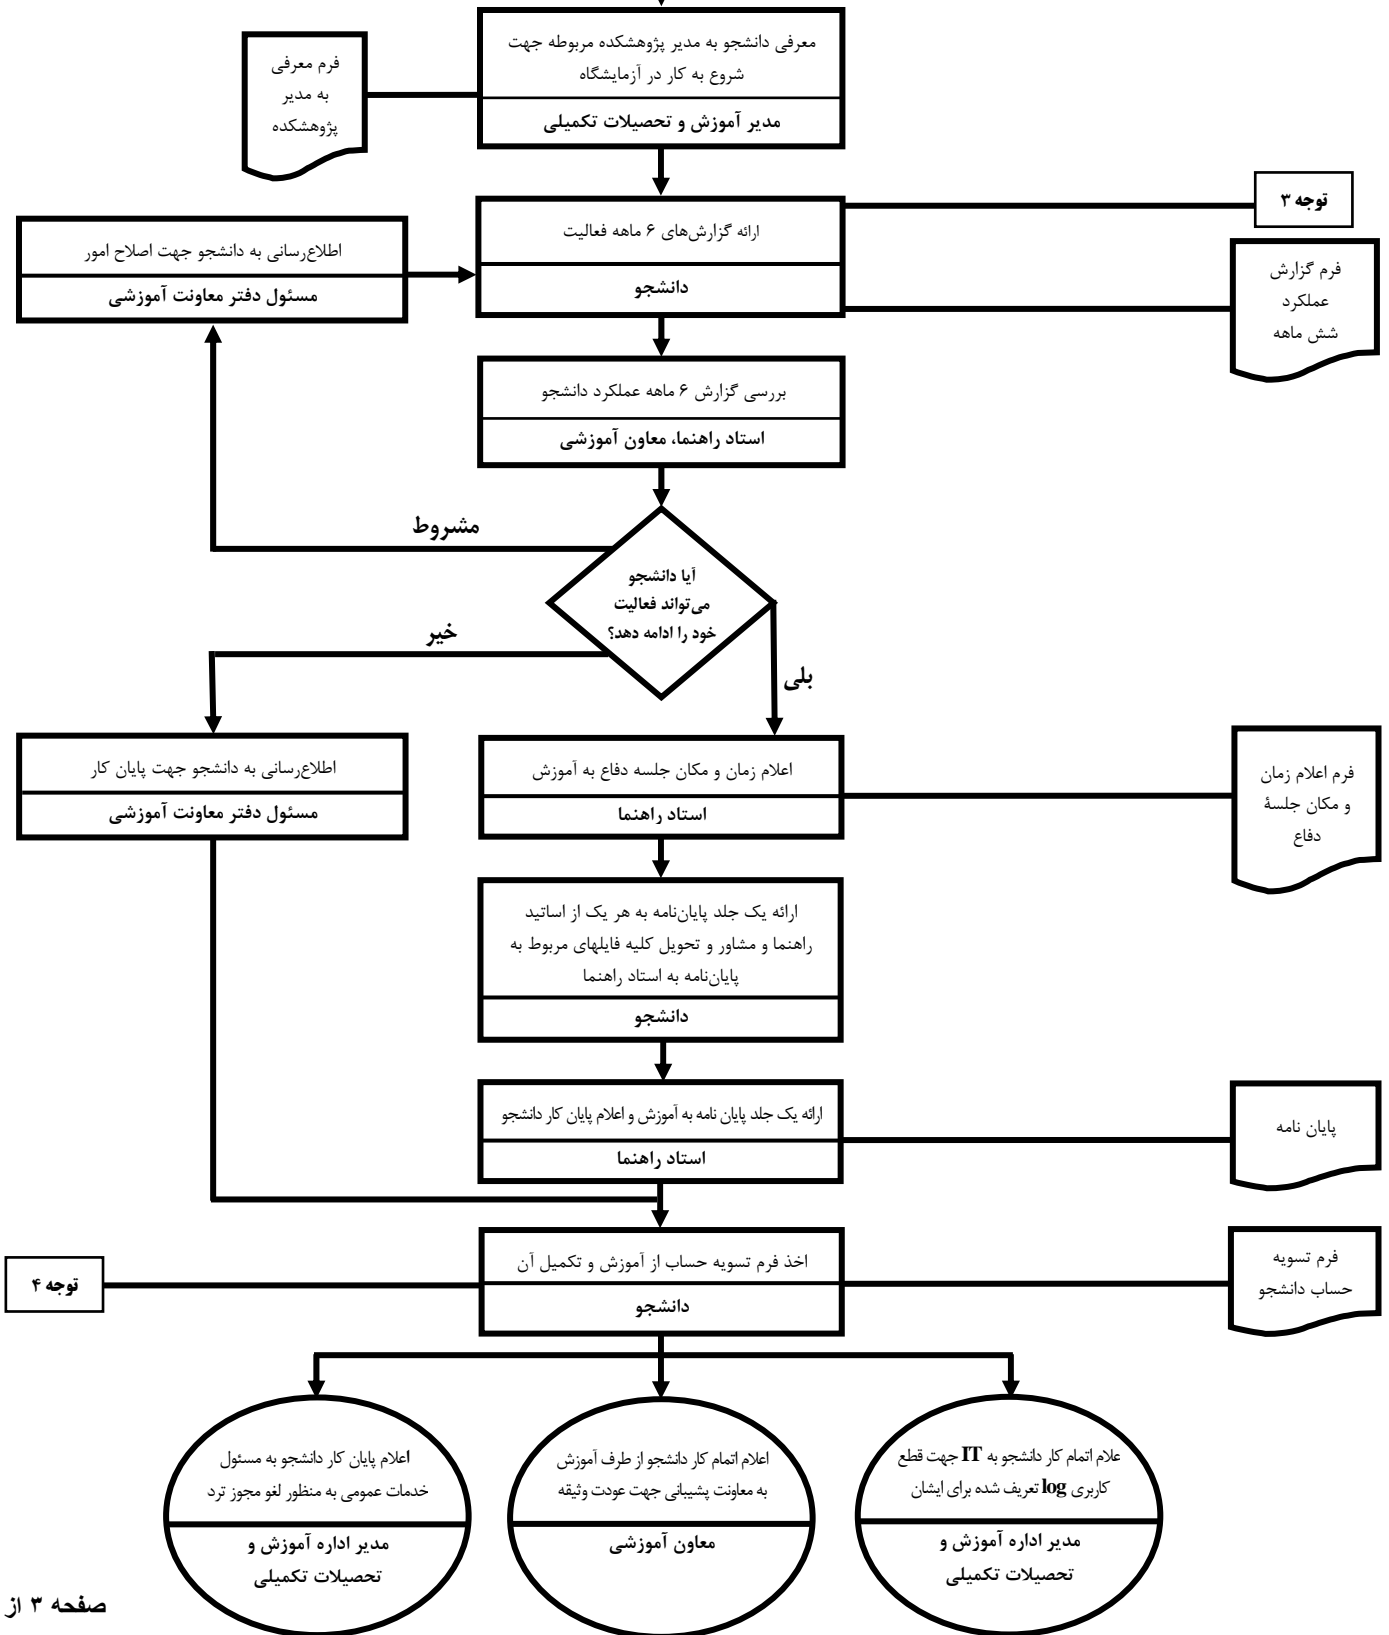 معرفی دانشجو به مدیر پژوهشکده مربوطه جهت
شروع به کار در آزمایشگاه
مدیر آموزش و تحصیلات تکمیلی
فرم معرفی
به مدیر
پژوهشکده
توجه ۳
ارائه گزارش‌های ۶ ماهه فعالیت
دانشجو
اطلاع‌رسانی به دانشجو جهت اصلاح امور
مسئول دفتر معاونت آموزشی
فرم گزارش
عملکرد
شش ماهه
بررسی گزارش ۶ ماهه عملکرد دانشجو
استاد راهنما، معاون آموزشی
مشروط
آیا دانشجو
می‌تواند فعالیت
خود را ادامه دهد؟
خیر
بلی
اطلاع‌رسانی به دانشجو جهت پایان کار
مسئول دفتر معاونت آموزشی
اعلام زمان و مکان جلسه دفاع به آموزش
استاد راهنما
فرم اعلام زمان
و مکان جلسۀ
دفاع
ارائه یک جلد پایان‌نامه به هر یک از اساتید
راهنما و مشاور و تحویل کلیه فایلهای مربوط به
پایان‌نامه به استاد راهنما
دانشجو
ارائه یک جلد پایان نامه به آموزش و اعلام پایان کار دانشجو
استاد راهنما
پایان نامه
اخذ فرم تسویه حساب از آموزش و تکمیل آن
دانشجو
فرم تسویه
حساب دانشجو
توجه ۴
علام اتمام کار دانشجو به IT جهت قطع
کاربری log تعریف شده برای ایشان
مدیر اداره آموزش و
تحصیلات تکمیلی
اعلام اتمام کار دانشجو از طرف آموزش
به معاونت پشیبانی جهت عودت وثیقه
معاون آموزشی
اعلام پایان کار دانشجو به مسئول
خدمات عمومی به منظور لغو مجوز ترد
مدیر اداره آموزش و
تحصیلات تکمیلی
صفحه ۳ از